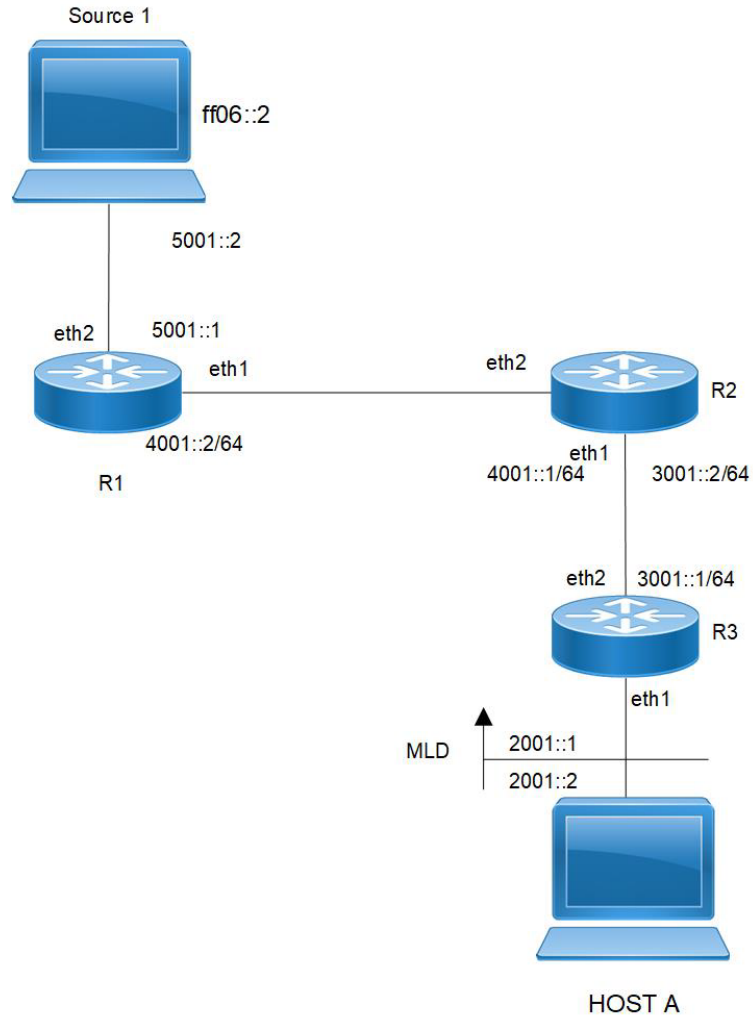 Source 1
ff06::2
5001::2
eth2
5001::1
eth1
eth2
R2
4001::2/64
R1
eth1
4001::1/64
3001::2/64
eth2
3001::1/64
R3
eth1
MLD
2001::1
2001::2
HOST A